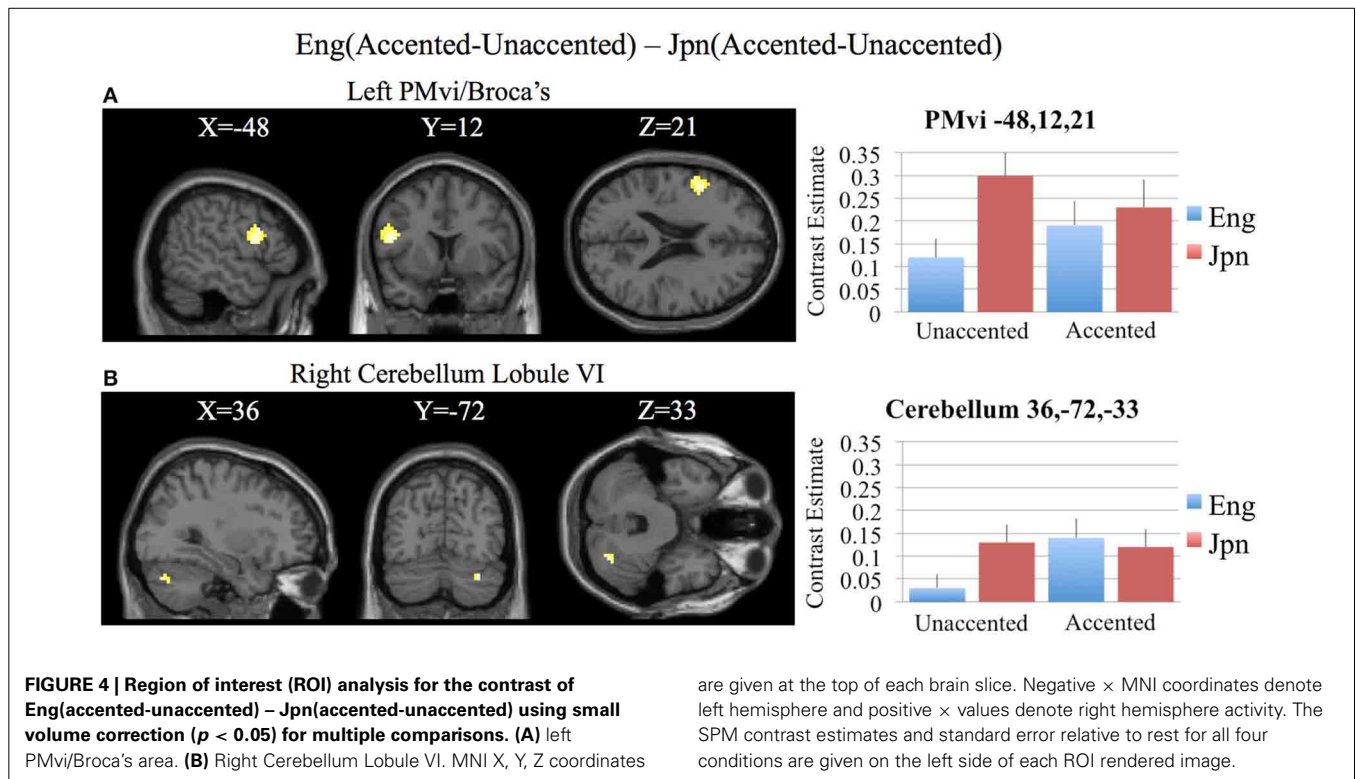 Eng(Accented-Unaccented) – Jpn(Accented-Unaccented)
A
Left PMvi/Broca's
X=-48
Y=12
Z=21
PMvi -48,12,21
Contrast Estimate
0.35
0.3
0.25
0.2
0.15
0.1
0.05
0
Unaccented
Accented
Eng
Jpn
B
Right Cerebellum Lobule VI
X=36
Y=-72
Z=33
Cerebellum 36,-72,-33
Contrast Estimate
0.35
0.3
0.25
0.2
0.15
0.1
0.05
0
Unaccented
Accented
Eng
Jpn
FIGURE 4 | Region of interest (ROI) analysis for the contrast of
Eng(accented-unaccented) – Jpn(accented-unaccented) using small
volume correction (p < 0.05) for multiple comparisons. (A) left
PMvi/Broca's area. (B) Right Cerebellum Lobule VI. MNI X, Y, Z coordinates
are given at the top of each brain slice. Negative × MNI coordinates denote
left hemisphere and positive × values denote right hemisphere activity. The
SPM contrast estimates and standard error relative to rest for all four
conditions are given on the left side of each ROI rendered image.